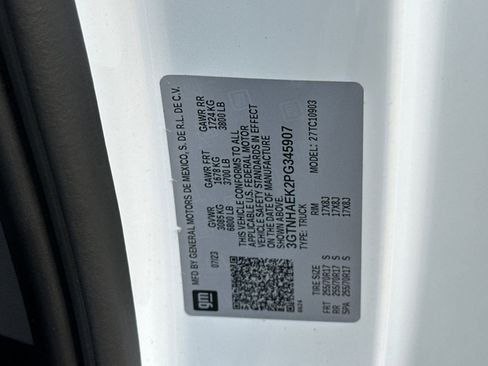 MFD BY GENERAL MOTORS DE MEXICO, S. DE R.L. DE C.V.
07/23 GVWR GAWR FRT GAWR RR
3085 KG 1678 KG 1724 KG
6800 LB 3700 LB 3800 LB
THIS VEHICLE CONFORMS TO ALL
APPLICABLE U.S. FEDERAL MOTOR
VEHICLE SAFETY STANDARDS IN EFFECT
ON THE DATE OF MANUFACTURE
SHOWN ABOVE.
3GTNHAEK2PG345907
TYPE: TRUCK MODEL: 27TC10903
gm
TIRE SIZE RIM
FRT 255/70R17 S 17X8J
RR 255/70R17 S 17X8J
SPA 255/70R17 S 17X8J